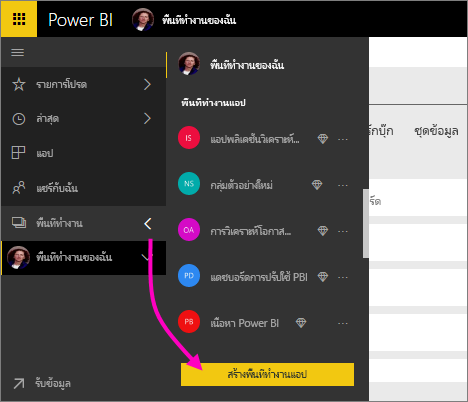 Power BI
พื้นที่ทำงานของฉัน
รายการโปรด
ล่าสุด
แอป
แชร์กับฉัน
พื้นที่ทำงาน
พื้นที่ทำงานของฉัน
รับข้อมูล
พื้นที่ทำงานของฉัน
พื้นที่ทำงานแอป
IS แอปพลิเคชันวิเคราะห์... ...
NS กลุ่มตัวอย่างใหม่ ...
OA การวิเคราะห์โอกาส... ...
PD แดชบอร์ดการปรับใช้ PBI ...
PB เนื้อหา Power BI ...
สร้างพื้นที่ทำงานแอป
ชุดข้อมูล